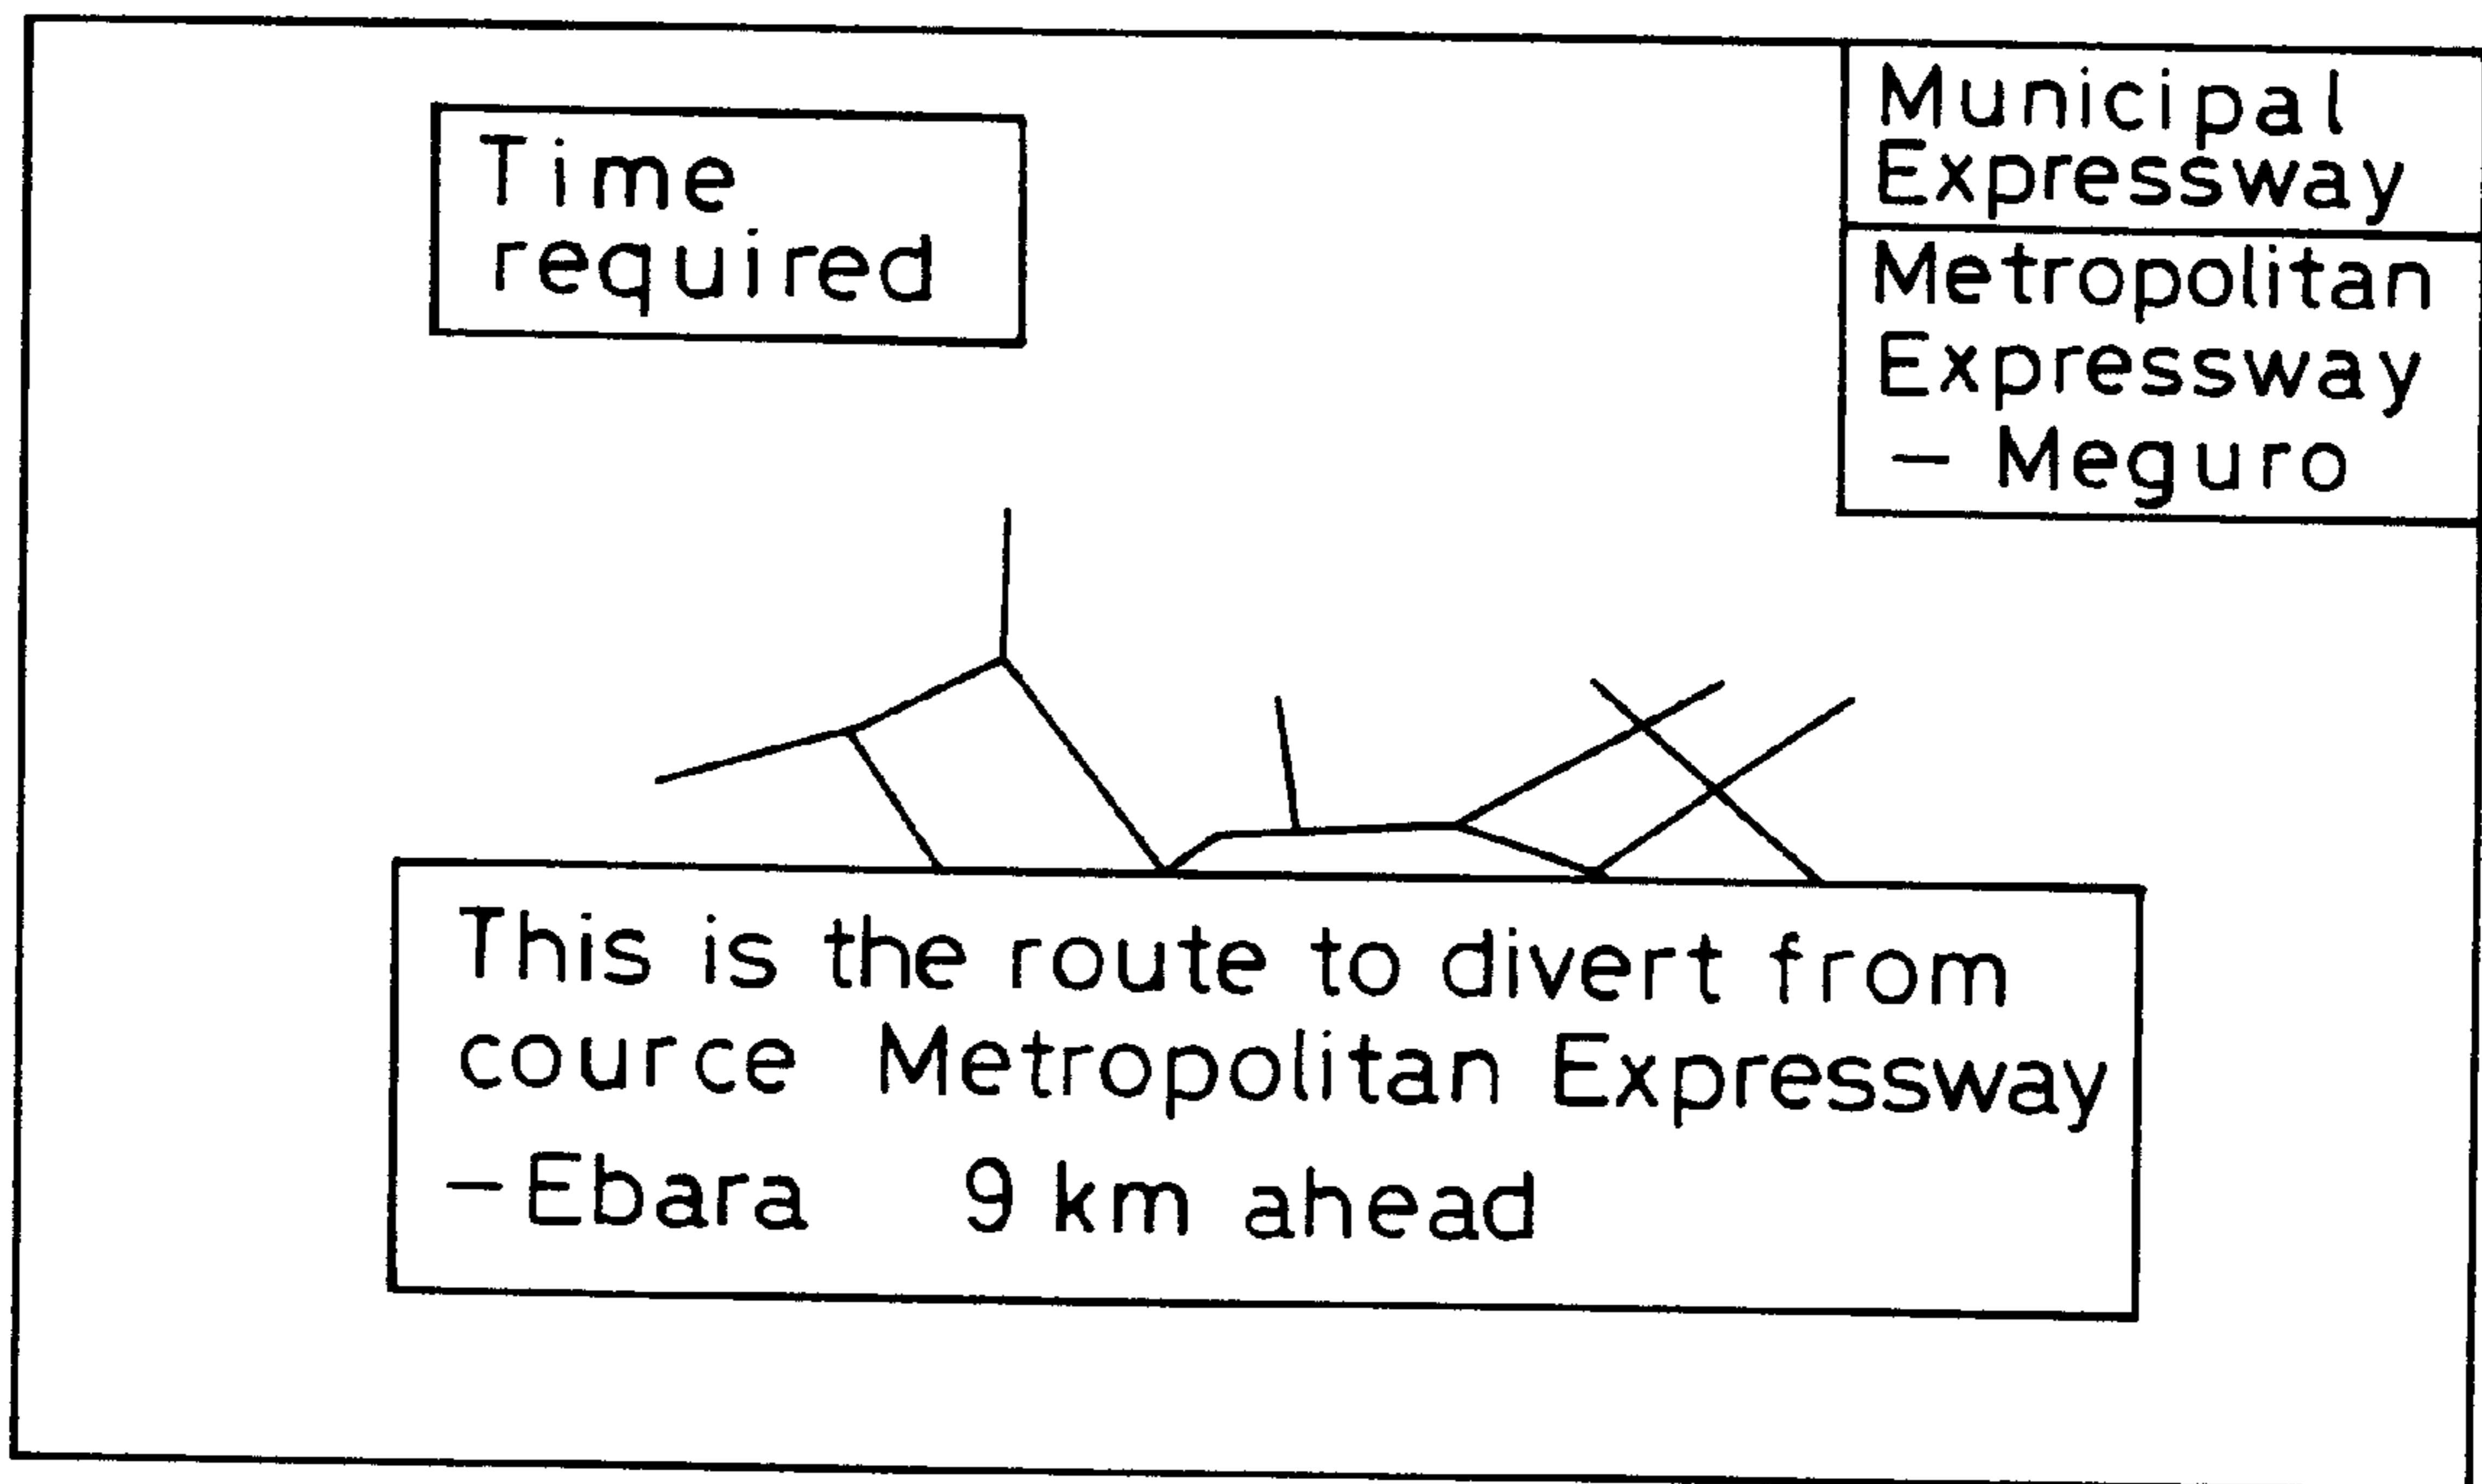 Time
required
Municipal
Expressway
Metropolitan
Expressway
- Meguro
This is the route to divert from
cource Metropolitan Expressway
-Ebara 9 km ahead